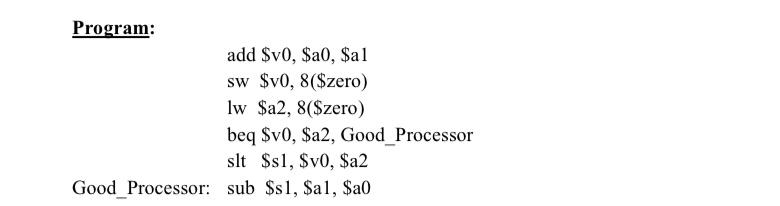 Program:
add $v0, $a0, $a1
sw $v0, 8($zero)
lw $a2, 8($zero)
beq $v0, $a2, Good_Processor
slt $s1, $v0, $a2
Good_Processor: sub $s1, $a1, $a0